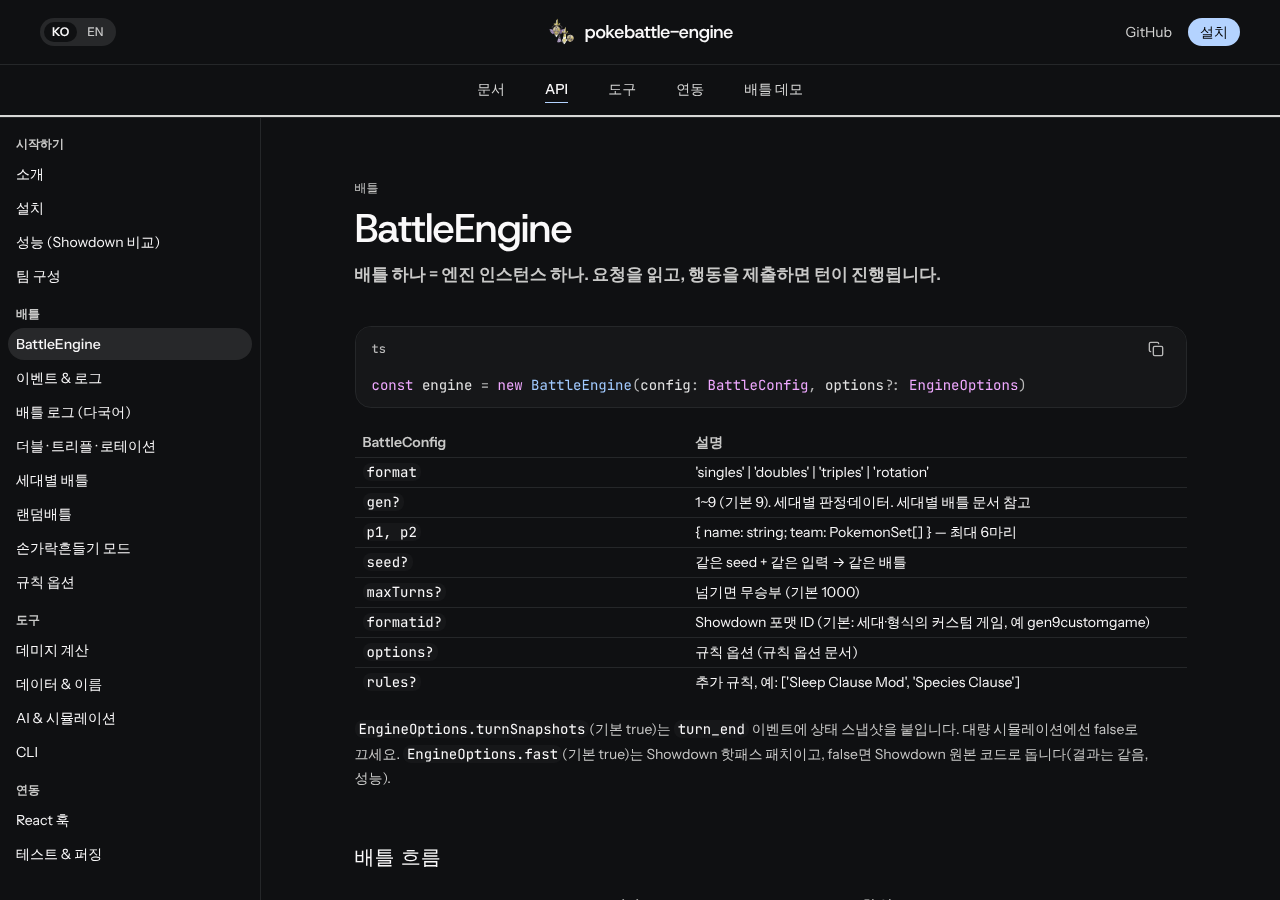 KO EN
pokebattle-engine
GitHub 설치
문서 API 도구 연동 배틀 데모
시작하기
소개
설치
성능 (Showdown 비교)
팀 구성
배틀
BattleEngine
이벤트 & 로그
배틀 로그 (다국어)
더블·트리플·로테이션
세대별 배틀
랜덤배틀
손가락흔들기 모드
규칙 옵션
도구
데미지 계산
데이터 & 이름
AI & 시뮬레이션
CLI
연동
React 훅
테스트 & 퍼징
배틀
BattleEngine
배틀 하나 = 엔진 인스턴스 하나. 요청을 읽고, 행동을 제출하면 턴이 진행됩니다.
ts
const engine = new BattleEngine(config: BattleConfig, options?: EngineOptions)
BattleConfig 설명
format 'singles' | 'doubles' | 'triples' | 'rotation'
gen? 1~9 (기본 9). 세대별 판정·데이터. 세대별 배틀 문서 참고
p1, p2 { name: string; team: PokemonSet[] } — 최대 6마리
seed? 같은 seed + 같은 입력 → 같은 배틀
maxTurns? 넘기면 무승부 (기본 1000)
formatid? Showdown 포맷 ID (기본: 세대·형식의 커스텀 게임, 예 gen9customgame)
options? 규칙 옵션 (규칙 옵션 문서)
rules? 추가 규칙, 예: ['Sleep Clause Mod', 'Species Clause']
EngineOptions.turnSnapshots (기본 true)는 turn_end 이벤트에 상태 스냅샷을 붙입니다. 대량 시뮬레이션에선 false로
끄세요. EngineOptions.fast (기본 true)는 Showdown 핫패스 패치이고, false면 Showdown 원본 코드로 돕니다(결과는 같음,
성능).
배틀 흐름